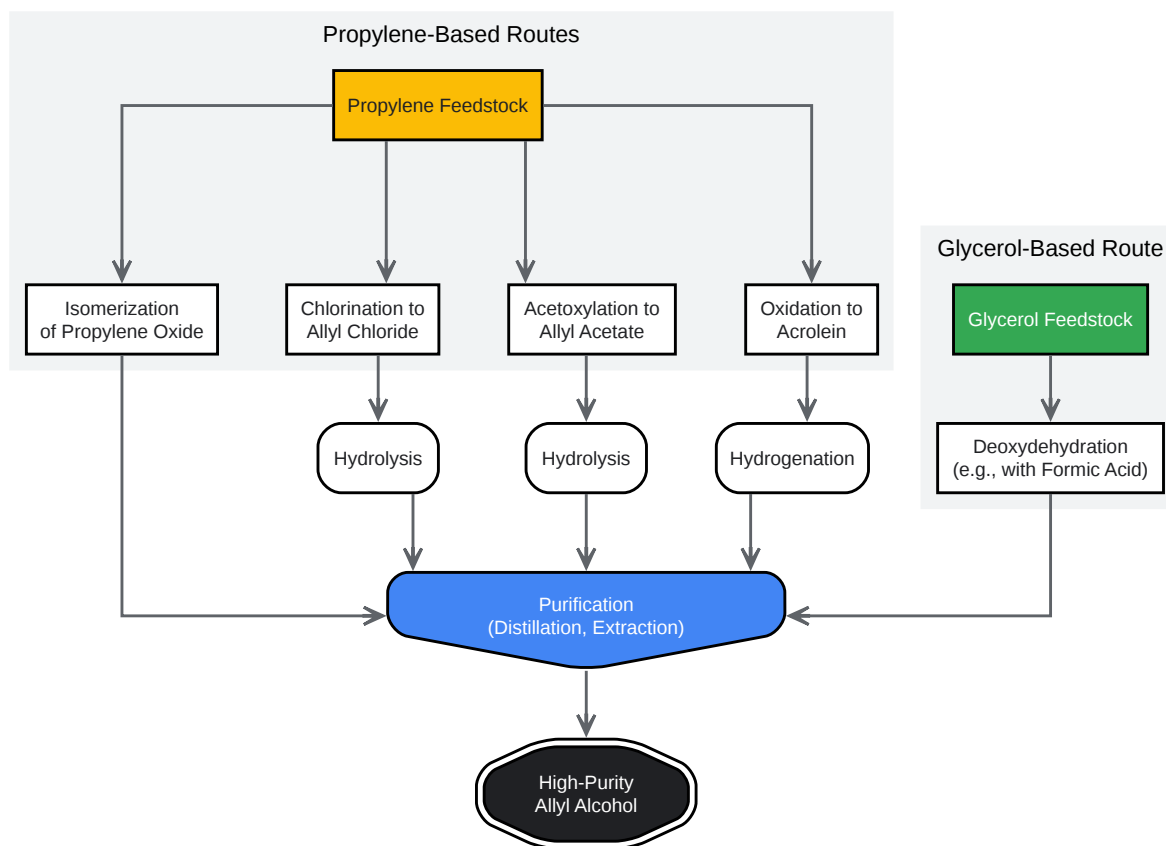 Propylene-Based Routes
Propylene Feedstock
Glycerol-Based Route
Isomerization
of Propylene Oxide
Chlorination to
Allyl Chloride
Acetoxylation to
Allyl Acetate
Oxidation to
Acrolein
Glycerol Feedstock
Hydrolysis
Hydrolysis
Hydrogenation
Deoxydehydration
(e.g., with Formic Acid)
Purification
(Distillation, Extraction)
High-Purity
Allyl Alcohol